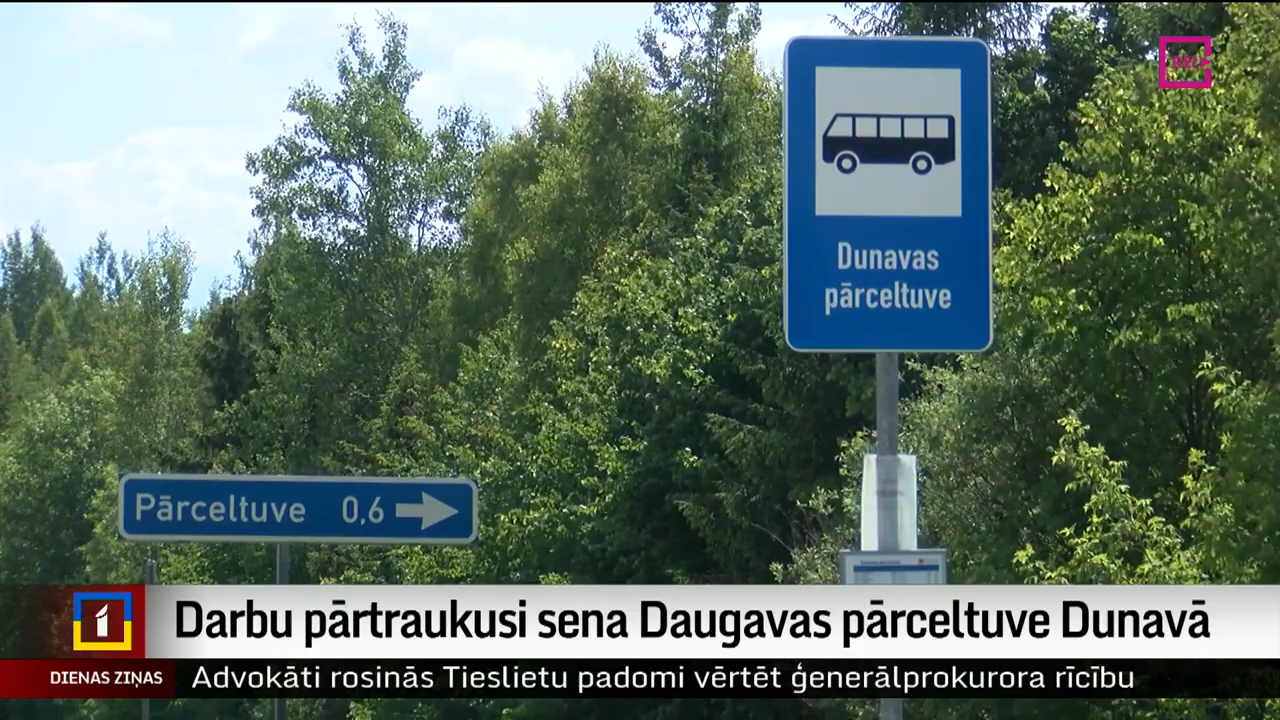 Dunavas
pārceltuve
Pārceltuve 0,6
1
Darbu pārtraukusi sena Daugavas pārceltuve Dunavā
DIENAS ZIŅAS
Advokāti rosinās Tieslietu padomi vērtēt ģenerālprokurora rīcību